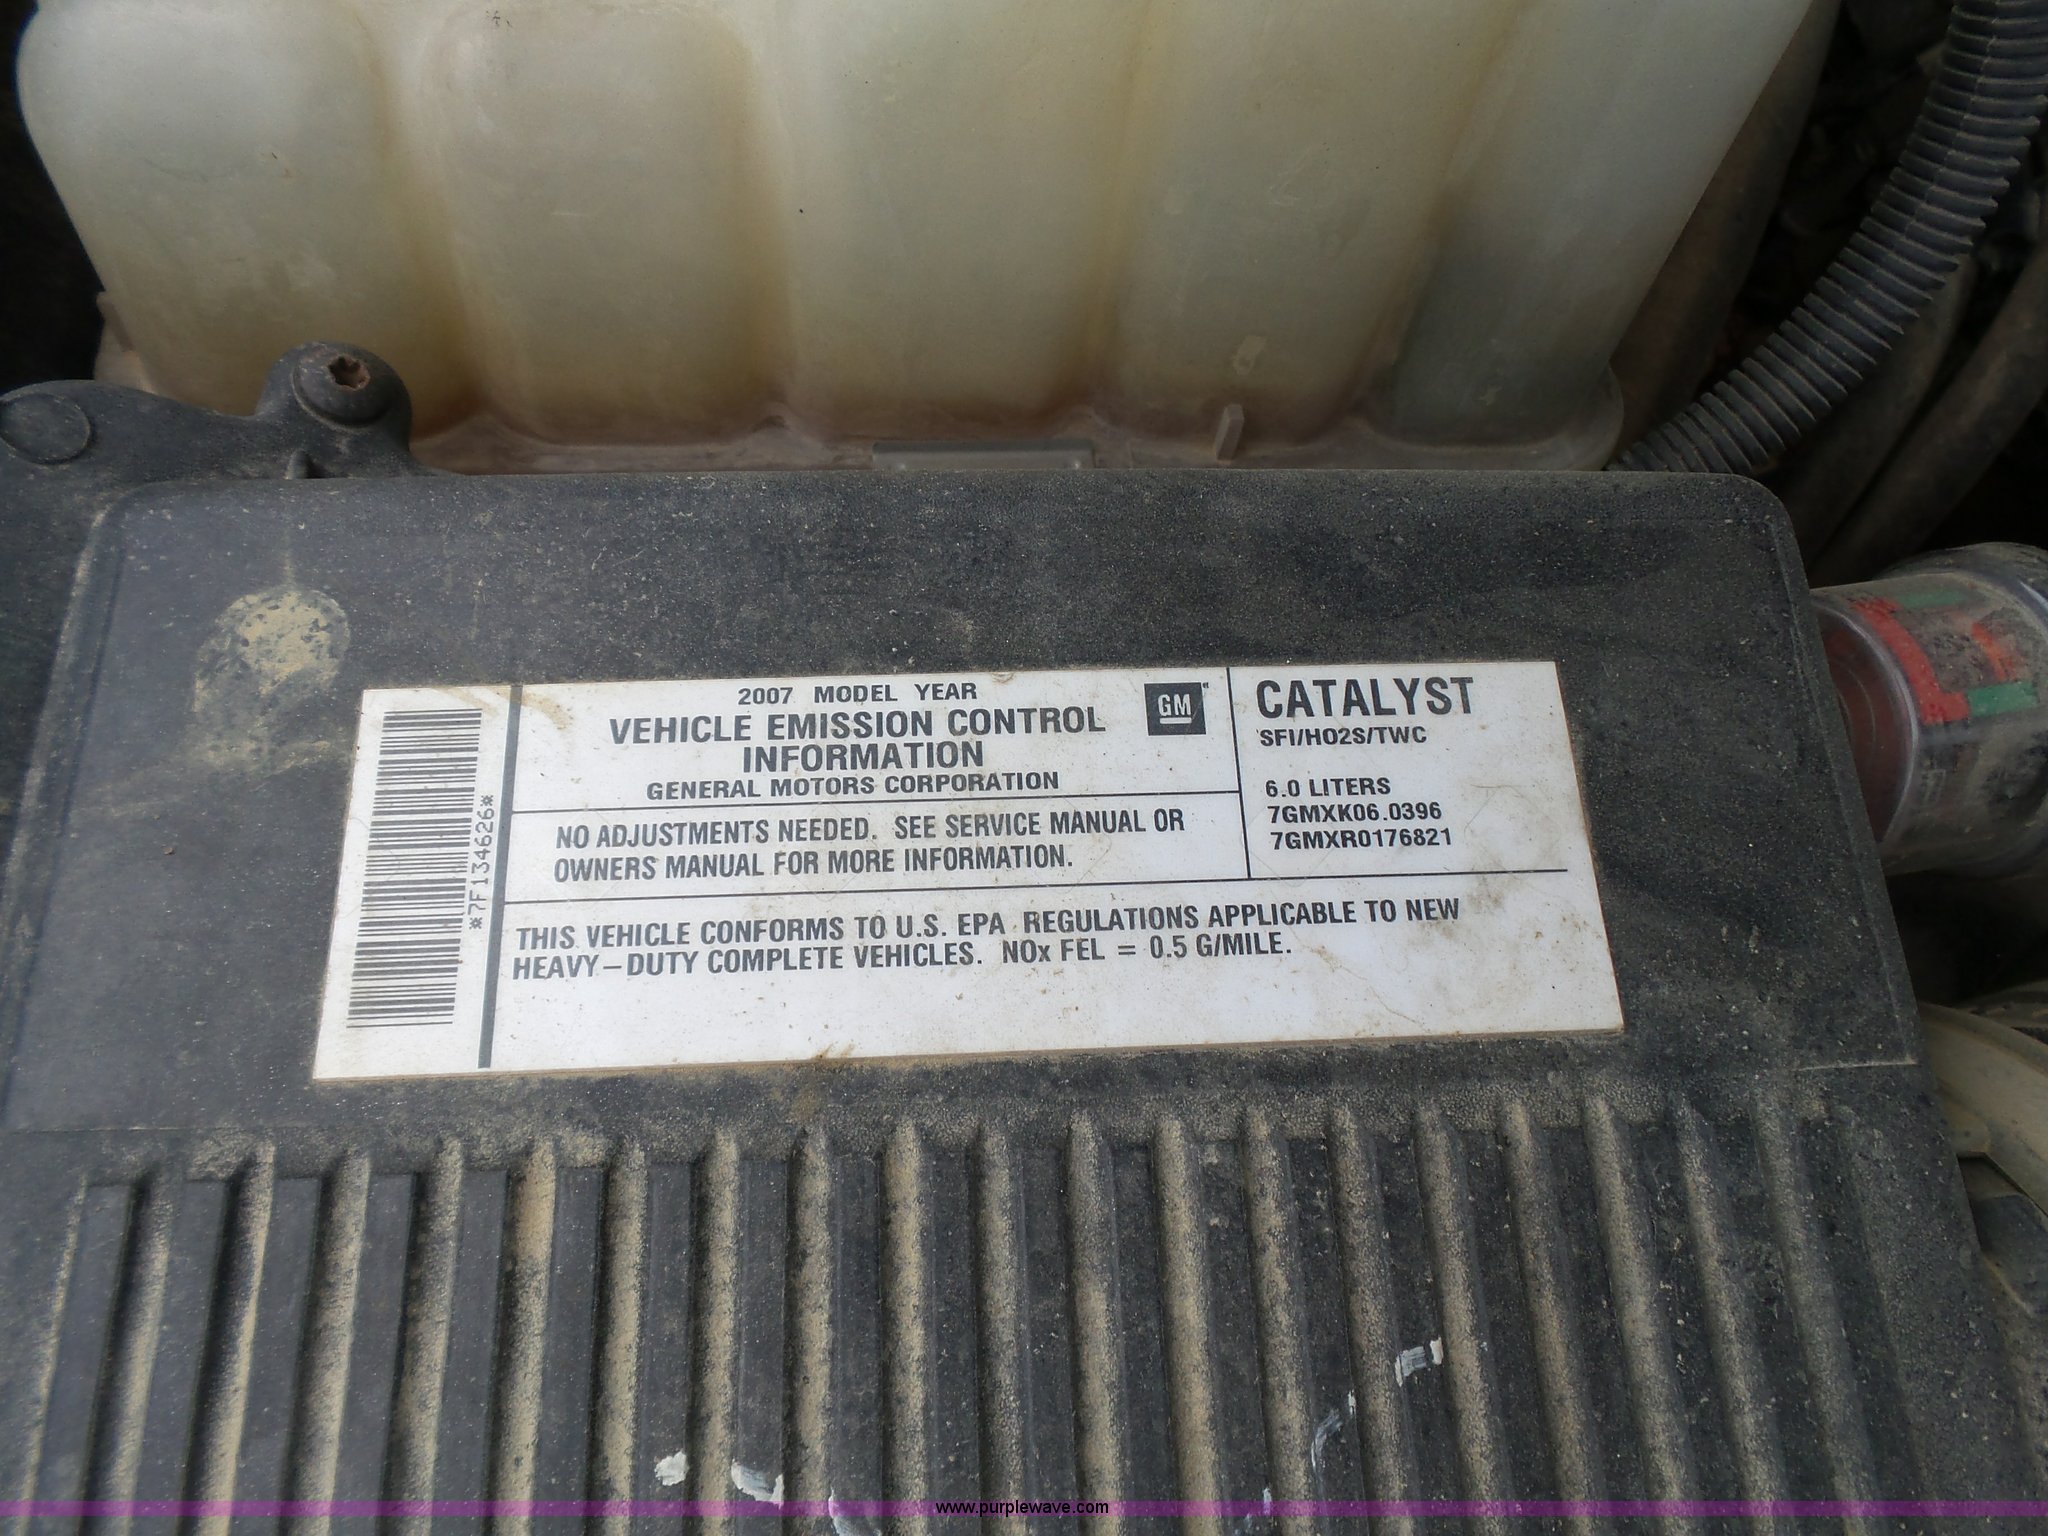 2007 MODEL YEAR
VEHICLE EMISSION CONTROL
INFORMATION
GENERAL MOTORS CORPORATION
GM
CATALYST
SFI/HO2S/TWC
6.0 LITERS
7GMXK06.0396
7GMXR0176821
NO ADJUSTMENTS NEEDED. SEE SERVICE MANUAL OR
OWNERS MANUAL FOR MORE INFORMATION.
THIS VEHICLE CONFORMS TO U.S. EPA REGULATIONS APPLICABLE TO NEW
HEAVY-DUTY COMPLETE VEHICLES. NOx FEL = 0.5 G/MILE.
*7F134626*
www.purplewave.com